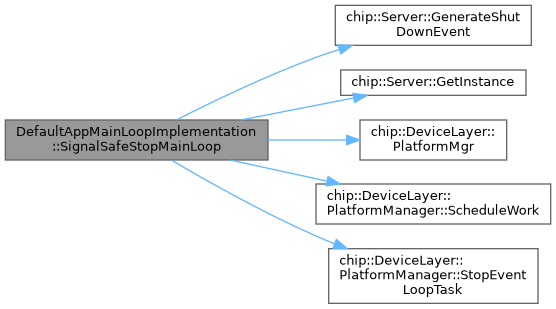 chip::Server::GenerateShut
DownEvent
chip::Server::GetInstance
DefaultAppMainLoopImplementation
::SignalSafeStopMainLoop
chip::DeviceLayer::
PlatformMgr
chip::DeviceLayer::
PlatformManager::ScheduleWork
chip::DeviceLayer::
PlatformManager::StopEvent
LoopTask